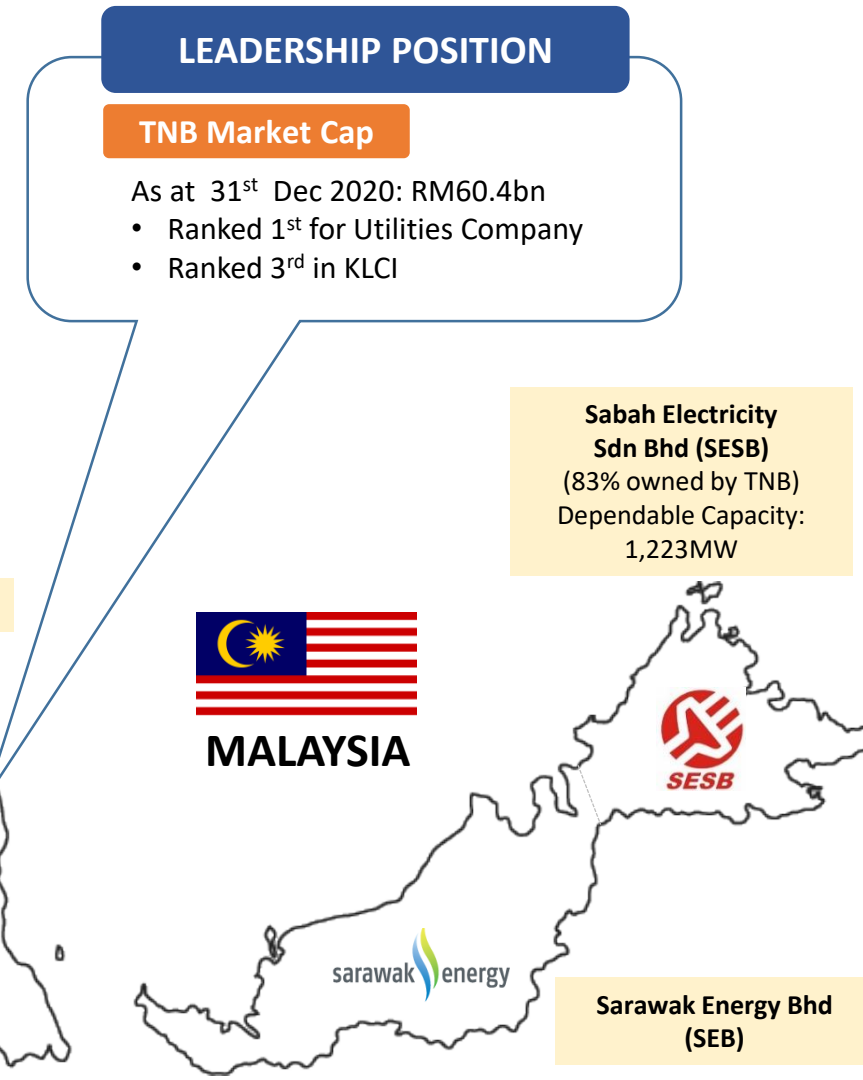 LEADERSHIP POSITION
TNB Market Cap
As at 31st Dec 2020: RM60.4bn
• Ranked 1st for Utilities Company
• Ranked 3rd in KLCI
Sabah Electricity
Sdn Bhd (SESB)
(83% owned by TNB)
Dependable Capacity:
1,223MW
MALAYSIA
SESB
sarawak energy
Sarawak Energy Bhd
(SEB)